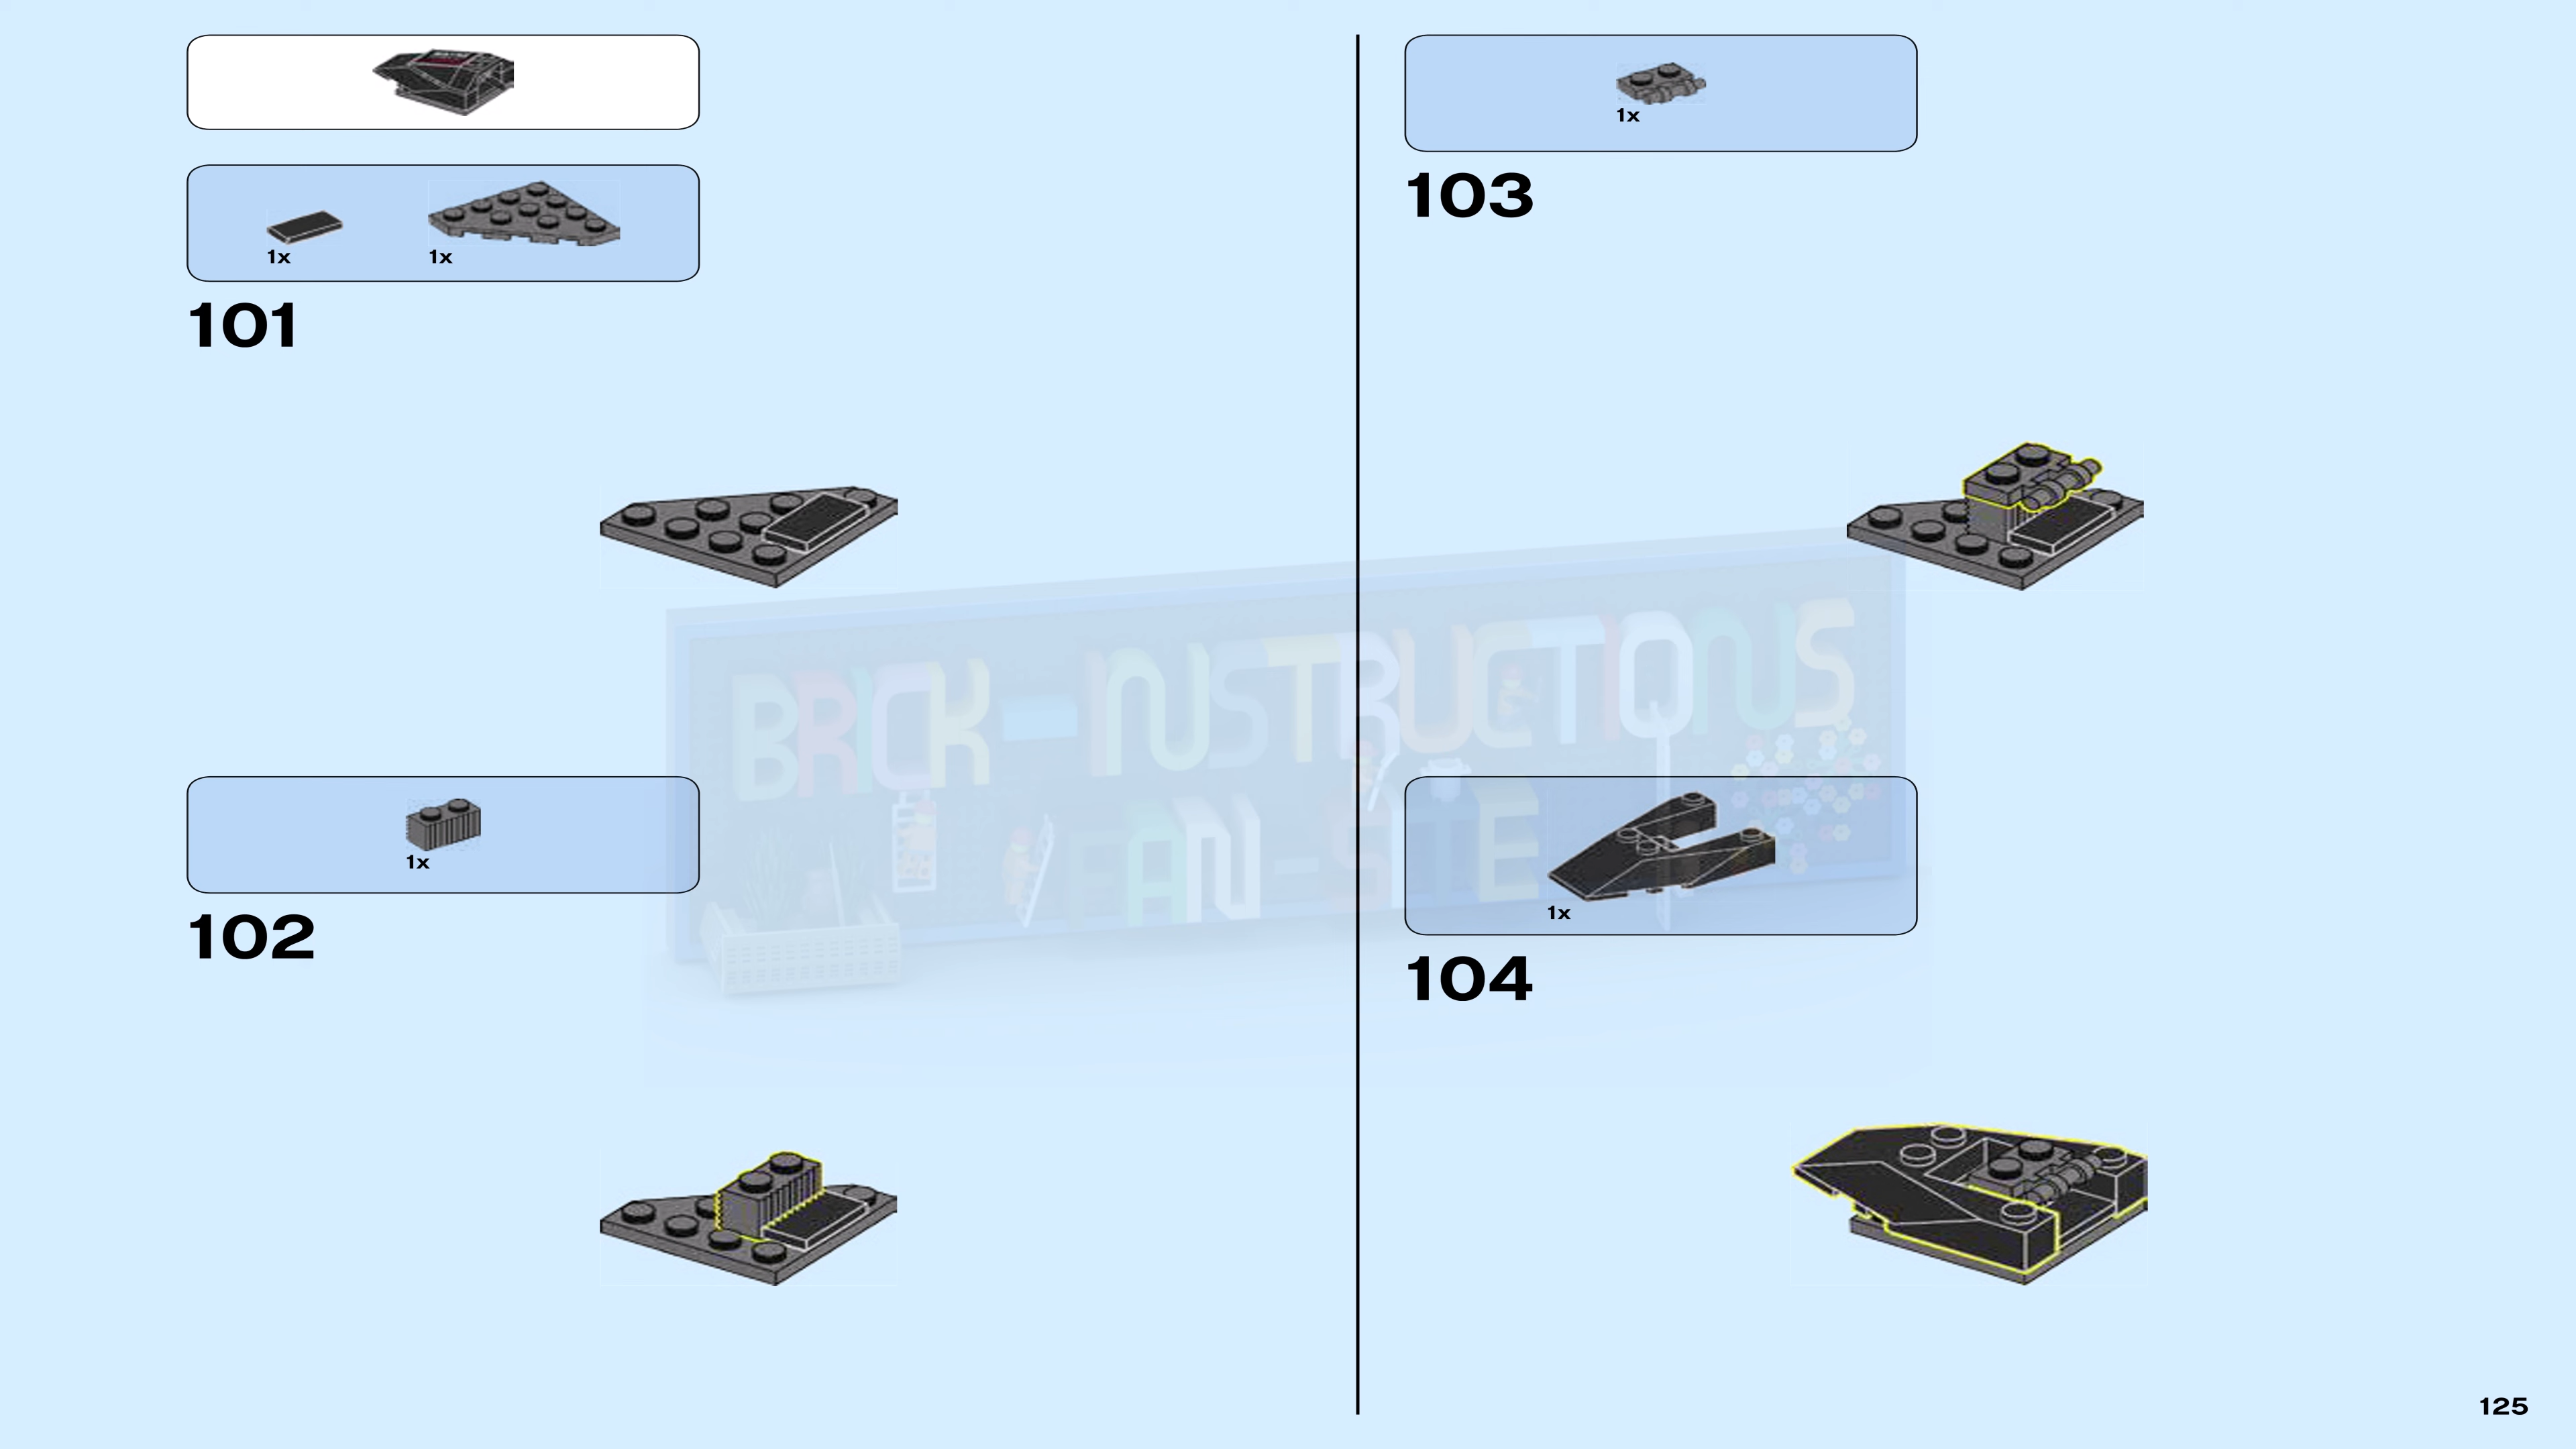 1x 1x
101
1x
102
1x
103
1x
104
BRICK-INSTRUCTIONS
FAN-SITE
125